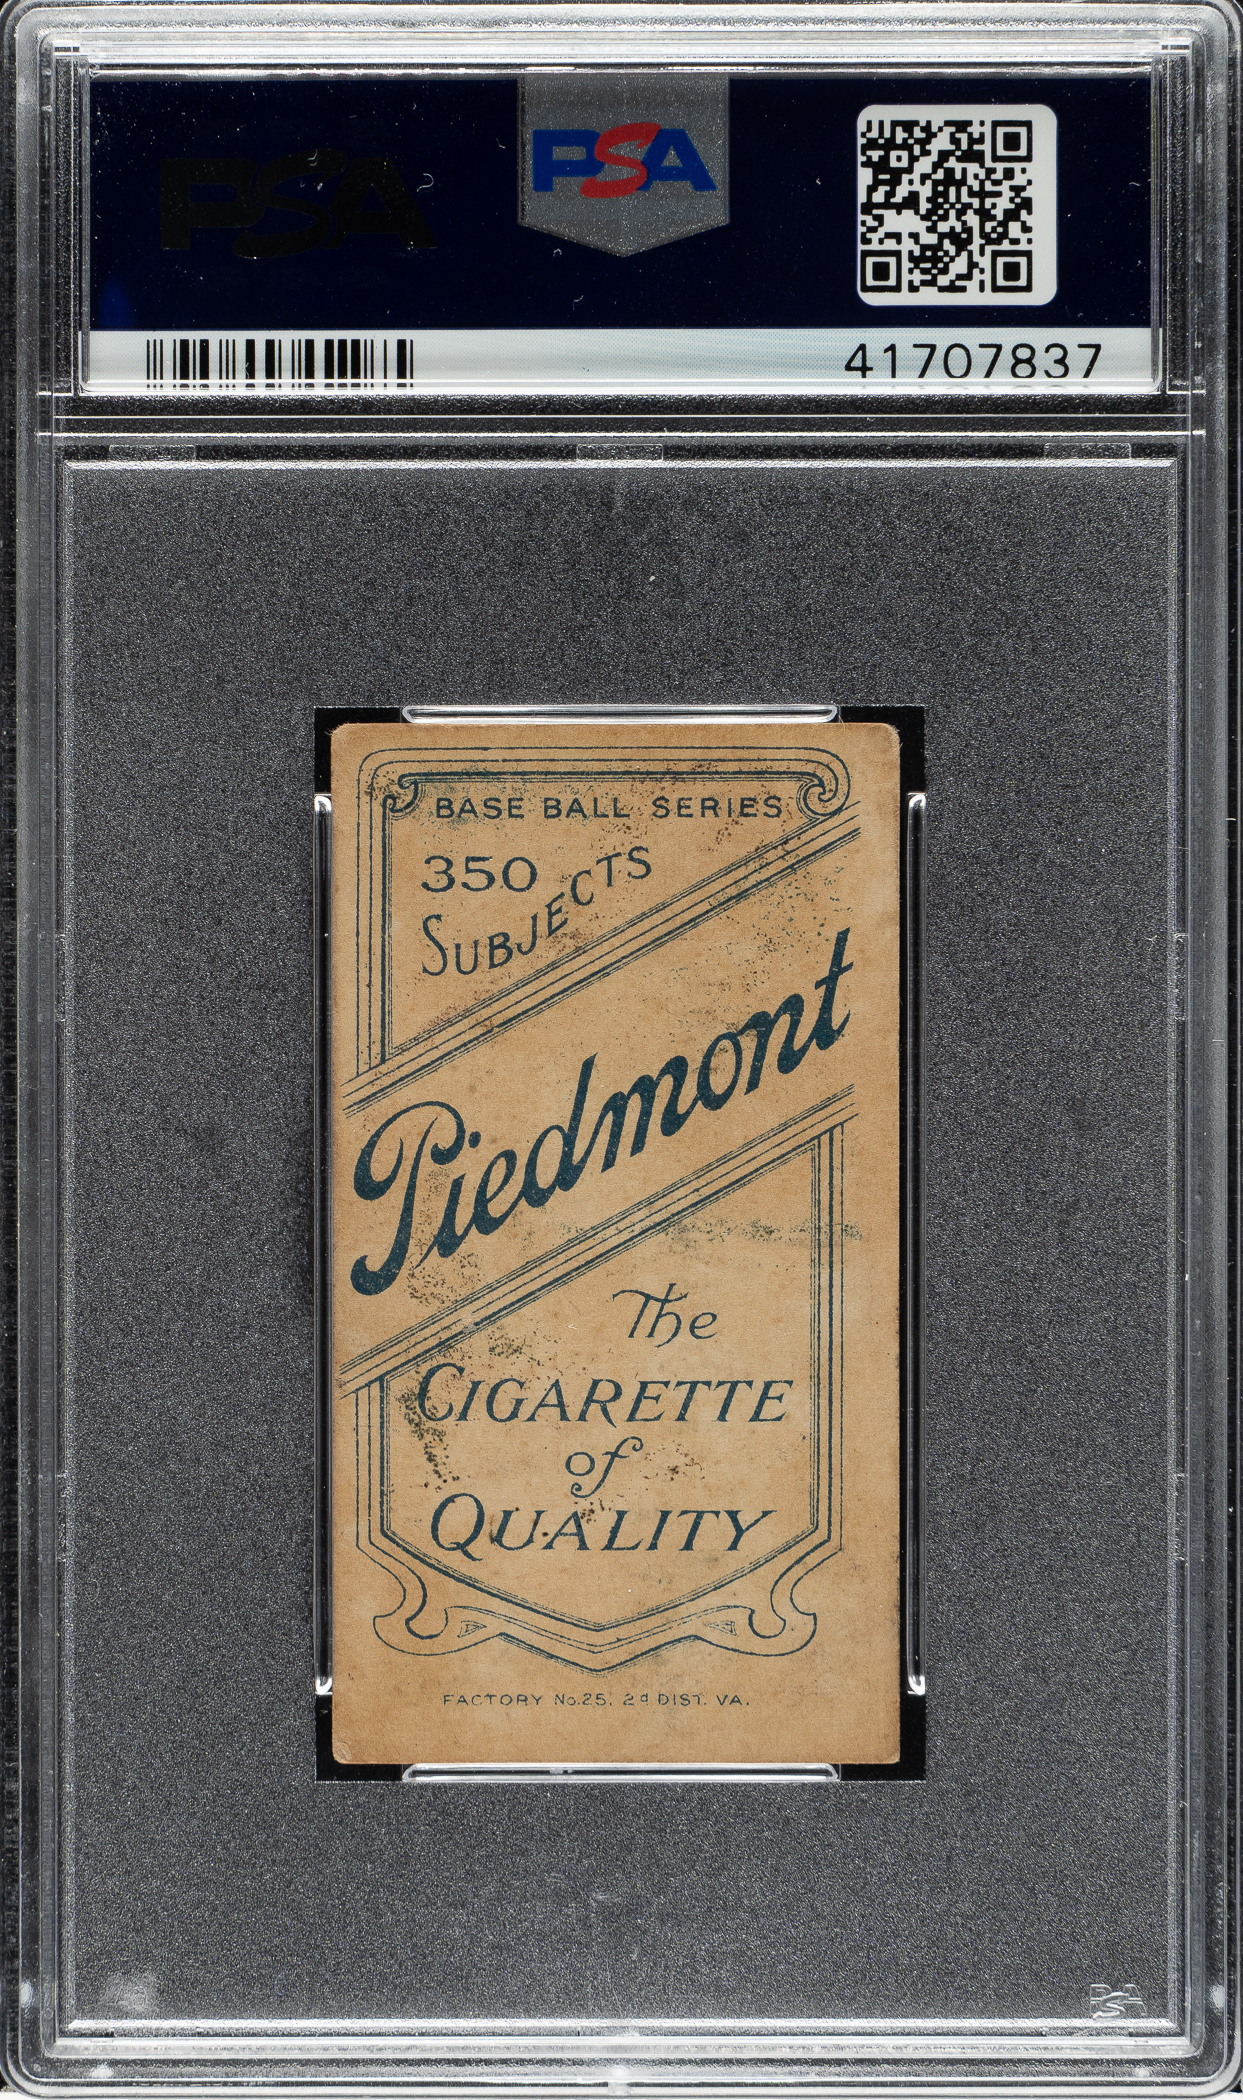 PSA
PSA
41707837
BASE BALL SERIES
350
SUBJECTS
Piedmont
The
CIGARETTE
of
QUALITY
FACTORY No.25, 2d DIST. VA.
PSA